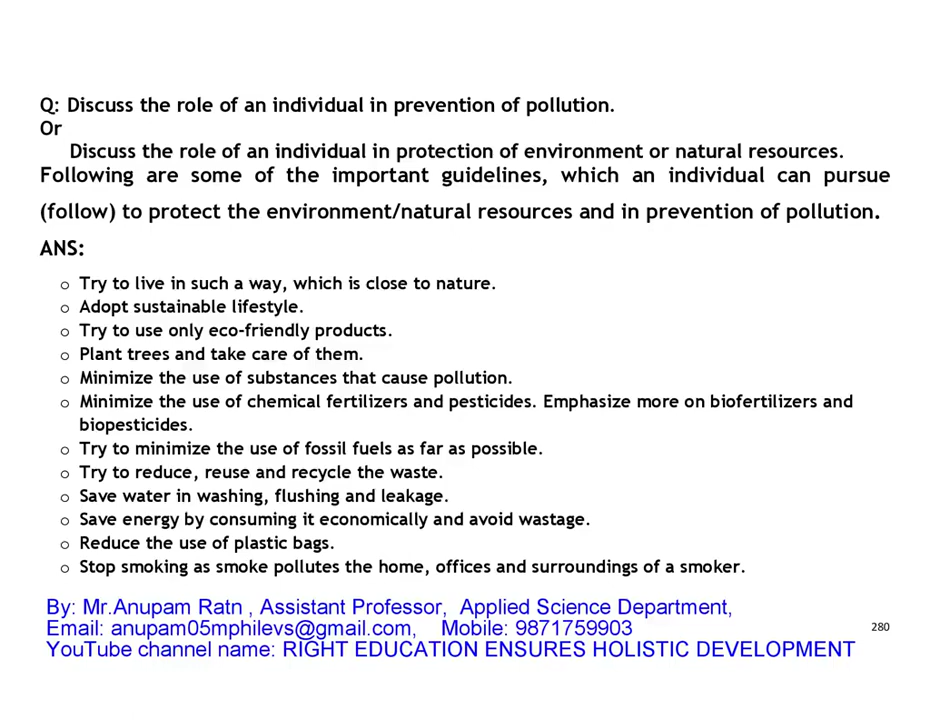 Q: Discuss the role of an individual in prevention of pollution.
Or
Discuss the role of an individual in protection of environment or natural resources.
Following are some of the important guidelines, which an individual can pursue
(follow) to protect the environment/natural resources and in prevention of pollution.
ANS:
o Try to live in such a way, which is close to nature.
o Adopt sustainable lifestyle.
o Try to use only eco-friendly products.
o Plant trees and take care of them.
o Minimize the use of substances that cause pollution.
o Minimize the use of chemical fertilizers and pesticides. Emphasize more on biofertilizers and
biopesticides.
o Try to minimize the use of fossil fuels as far as possible.
o Try to reduce, reuse and recycle the waste.
o Save water in washing, flushing and leakage.
o Save energy by consuming it economically and avoid wastage.
o Reduce the use of plastic bags.
o Stop smoking as smoke pollutes the home, offices and surroundings of a smoker.
By: Mr.Anupam Ratn , Assistant Professor, Applied Science Department,
Email: anupam05mphilevs@gmail.com, Mobile: 9871759903
280
YouTube channel name: RIGHT EDUCATION ENSURES HOLISTIC DEVELOPMENT